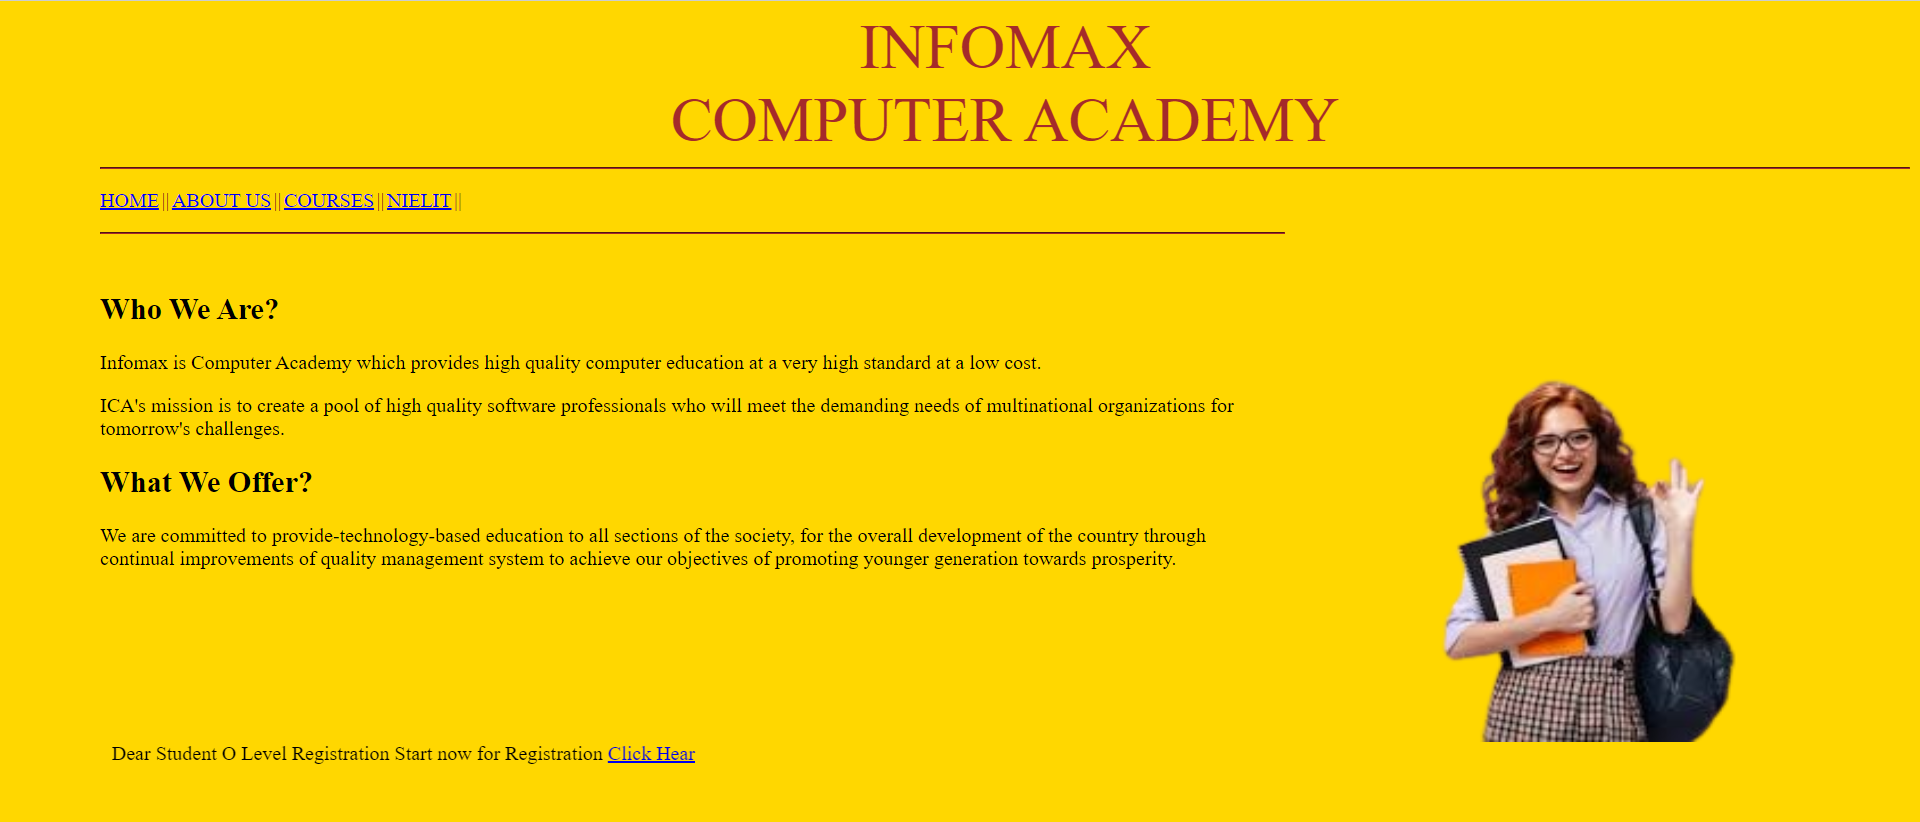 INFOMAX
COMPUTER ACADEMY
HOME || ABOUT US || COURSES || NIELIT ||
Who We Are?
Infomax is Computer Academy which provides high quality computer education at a very high standard at a low cost.
ICA's mission is to create a pool of high quality software professionals who will meet the demanding needs of multinational organizations for
tomorrow's challenges.
What We Offer?
We are committed to provide-technology-based education to all sections of the society, for the overall development of the country through
continual improvements of quality management system to achieve our objectives of promoting younger generation towards prosperity.
Dear Student O Level Registration Start now for Registration Click Hear